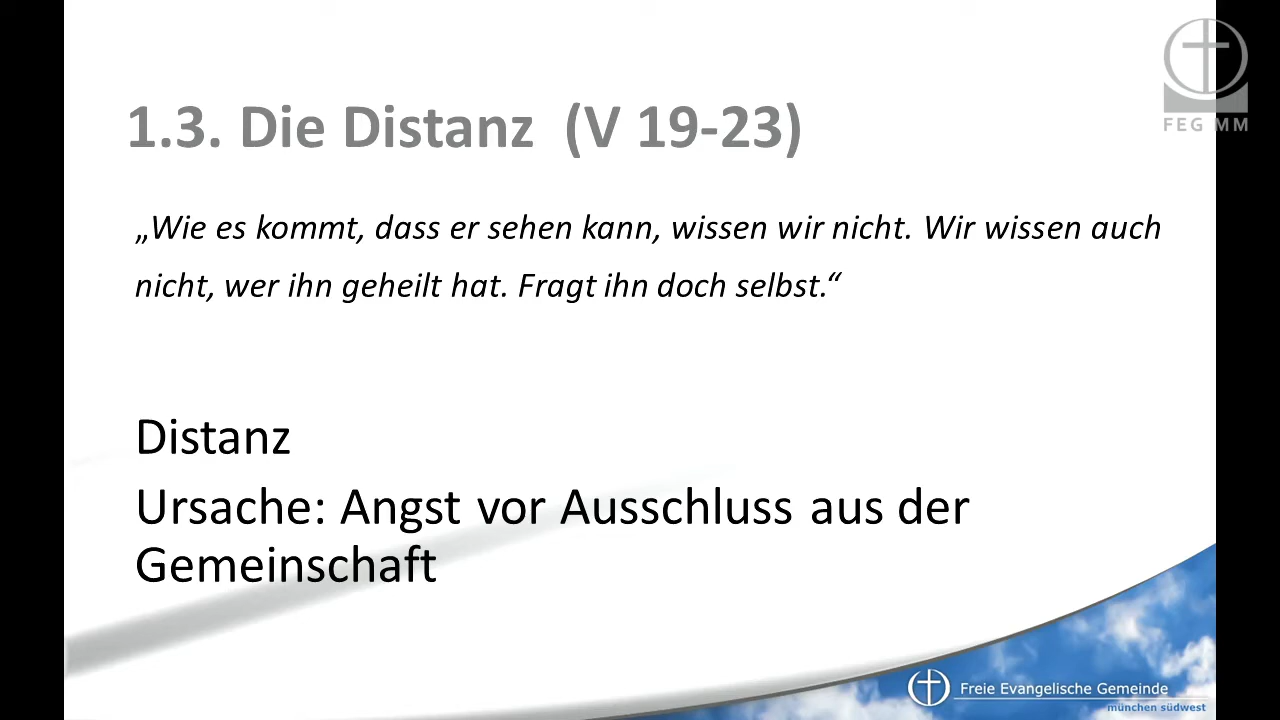 FEG MM
1.3. Die Distanz (V 19-23)
„Wie es kommt, dass er sehen kann, wissen wir nicht. Wir wissen auch
nicht, wer ihn geheilt hat. Fragt ihn doch selbst.“
Distanz
Ursache: Angst vor Ausschluss aus der
Gemeinschaft
Freie Evangelische Gemeinde
münchen südwest